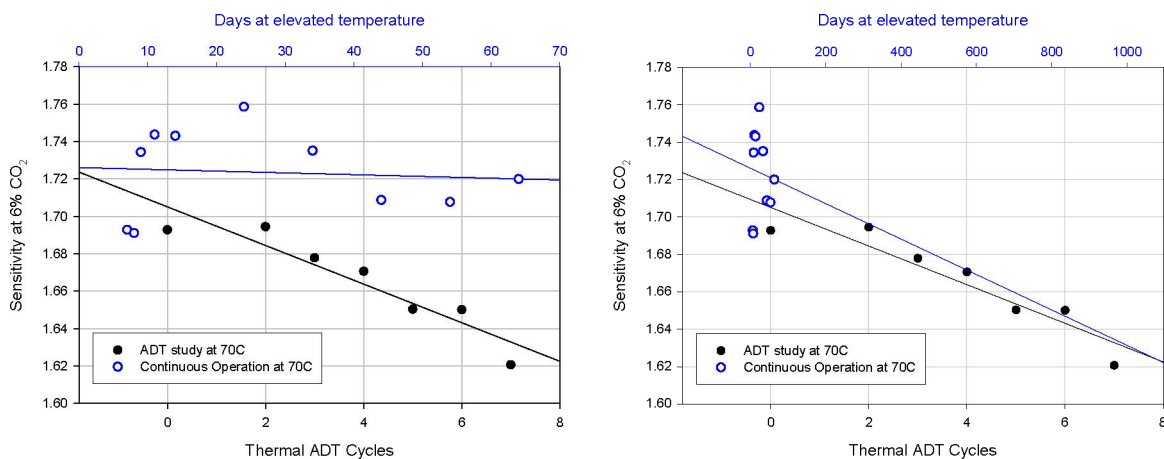 Days at elevated temperature
0 10 20 30 40 50 60 70
1.78
1.76
1.74
1.72
1.70
1.68
1.66
1.64
1.62
1.60
Sensitivity at 6% CO2
ADT study at 70C
Continuous Operation at 70C
0 2 4 6 8
Thermal ADT Cycles
Days at elevated temperature
0 200 400 600 800 1000
1.78
1.76
1.74
1.72
1.70
1.68
1.66
1.64
1.62
1.60
Sensitivity at 6% CO2
ADT study at 70C
Continuous Operation at 70C
0 2 4 6 8
Thermal ADT Cycles